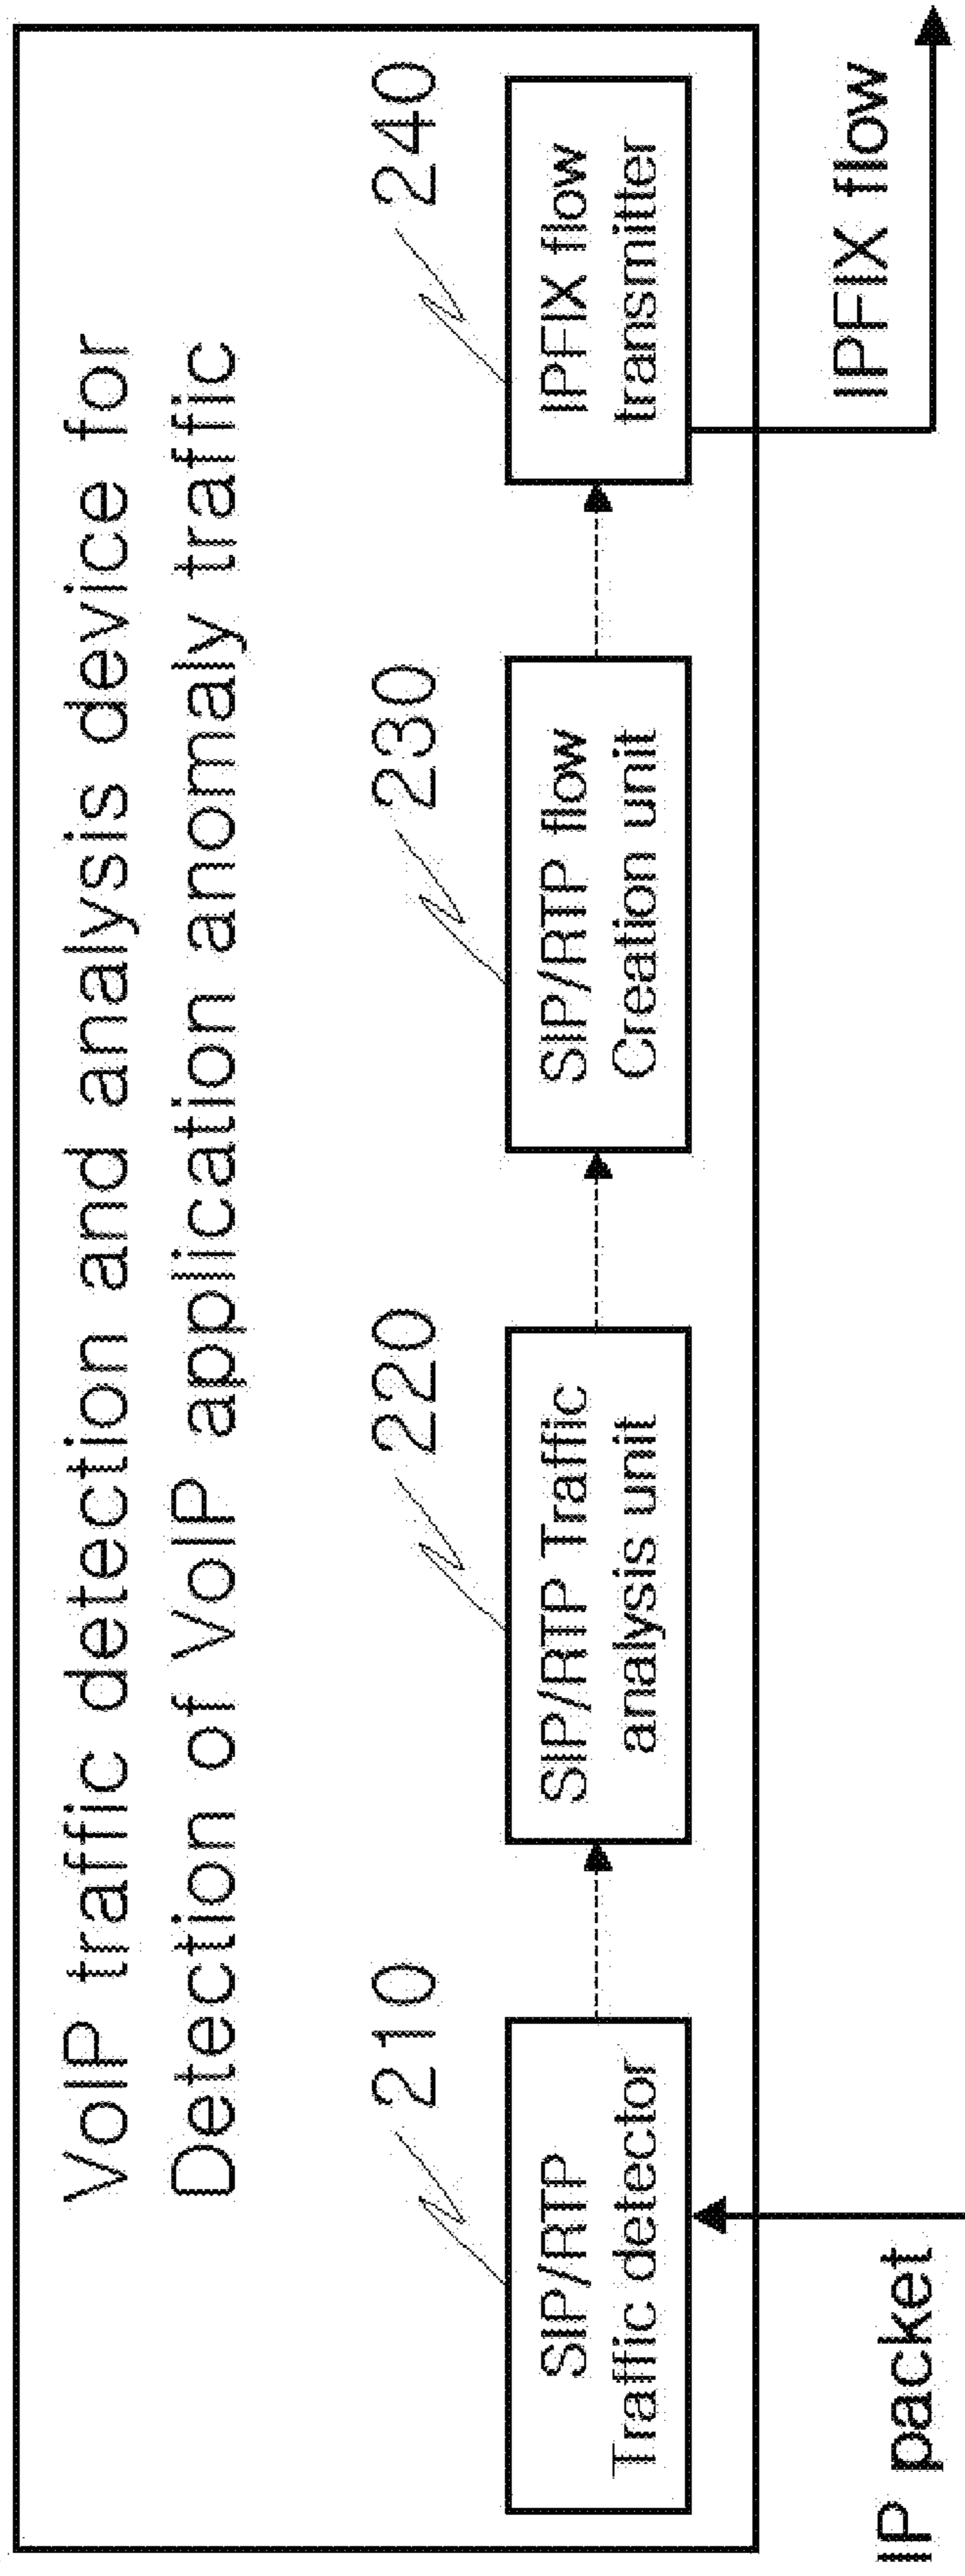 VoIP traffic detection and analysis device for
Detection of VoIP application anomaly traffic
210
220
230
240
SIP/RTP
Traffic detector
SIP/RTP Traffic
analysis unit
SIP/RTP flow
Creation unit
IPFIX flow
transmitter
IP packet
IPFIX flow